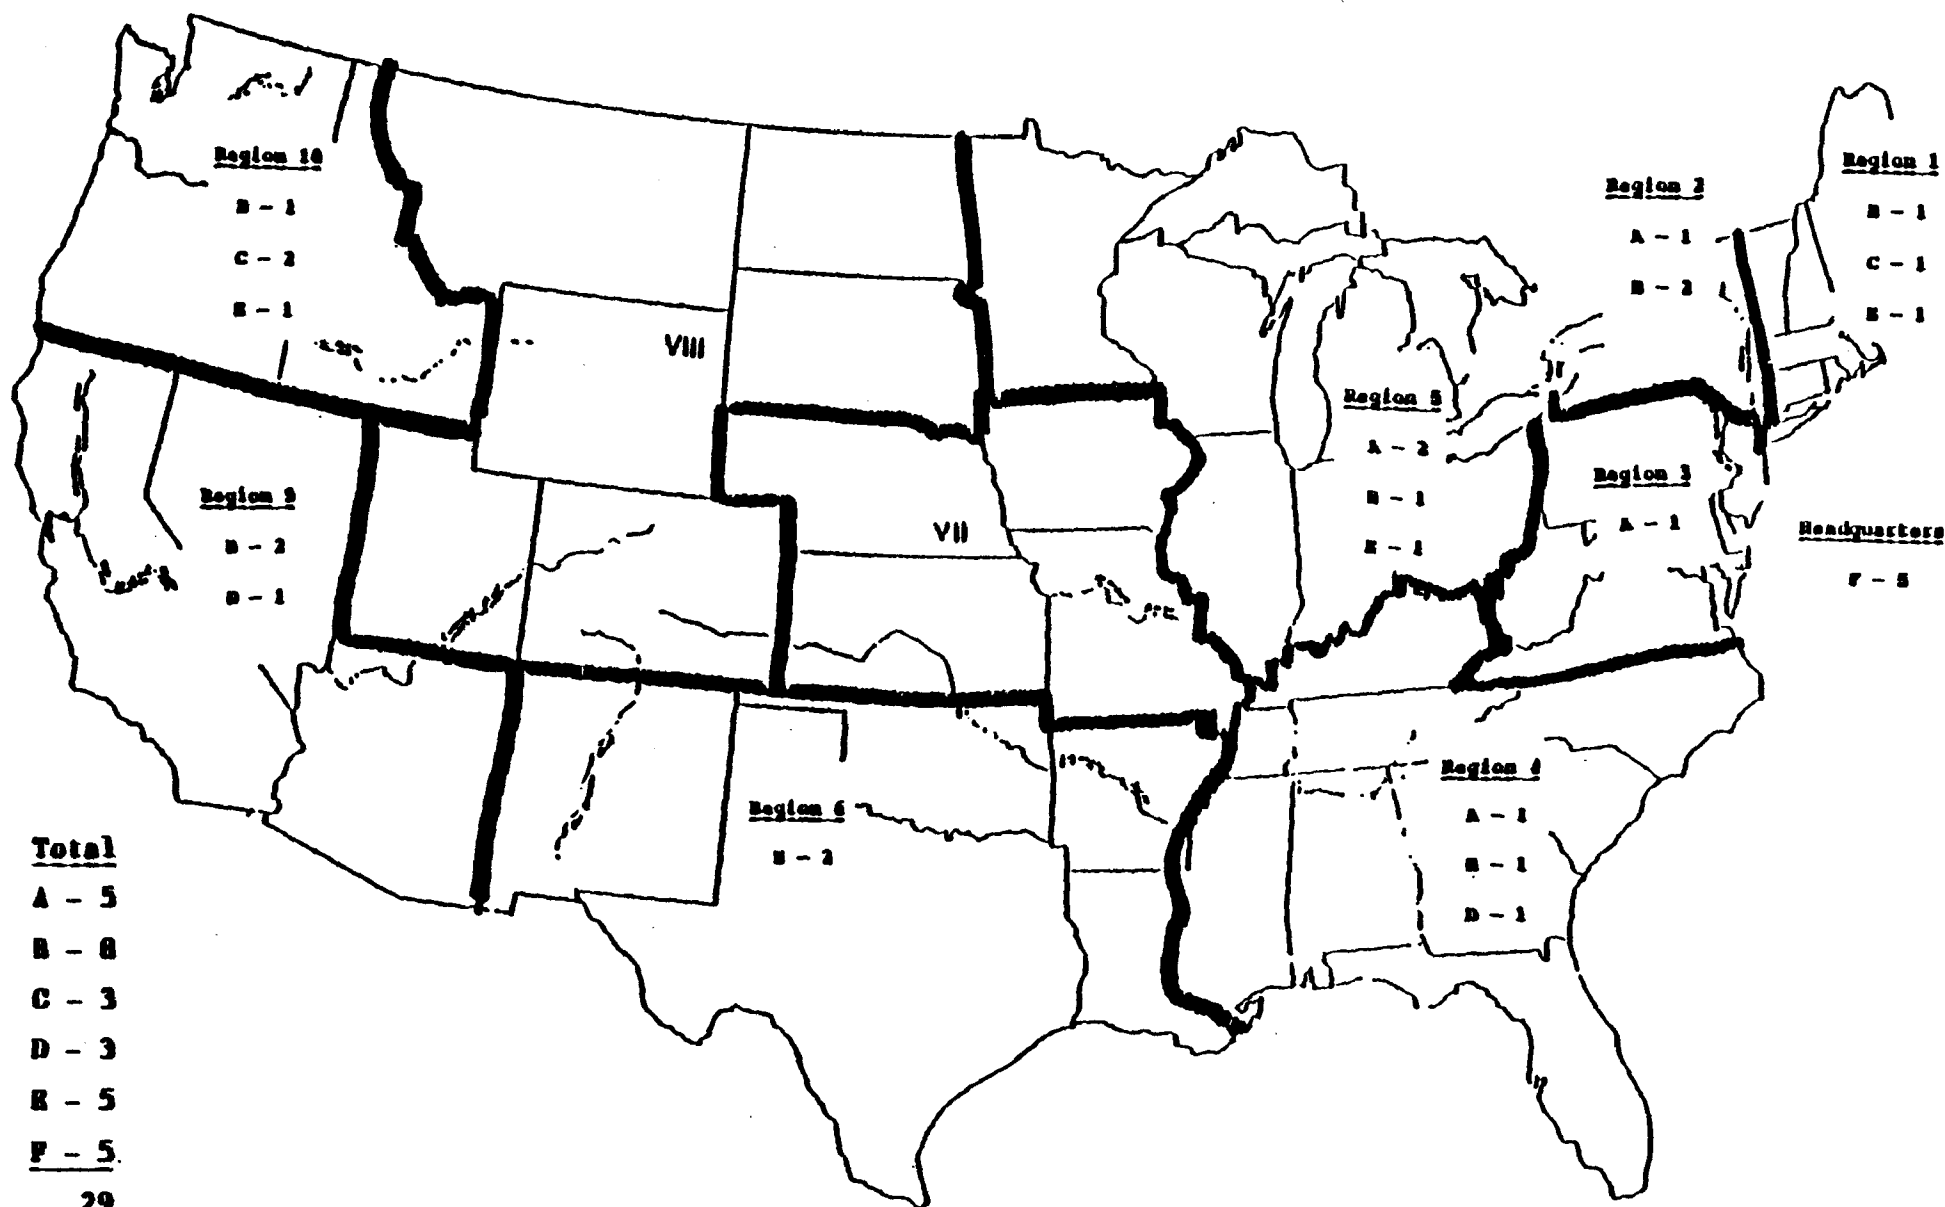 Region 10
B - 1
C - 2
E - 1
Region 9
B - 2
D - 1
VIII
VII
Region 6
E - 2
Region 5
A - 2
B - 1
E - 1
Region 2
A - 1
B - 2
Region 1
B - 1
C - 1
E - 1
Region 3
A - 1
Headquarters
F - 5
Region 4
A - 1
B - 1
D - 1
Total
A - 5
B - 8
C - 3
D - 3
E - 5
F - 5
29